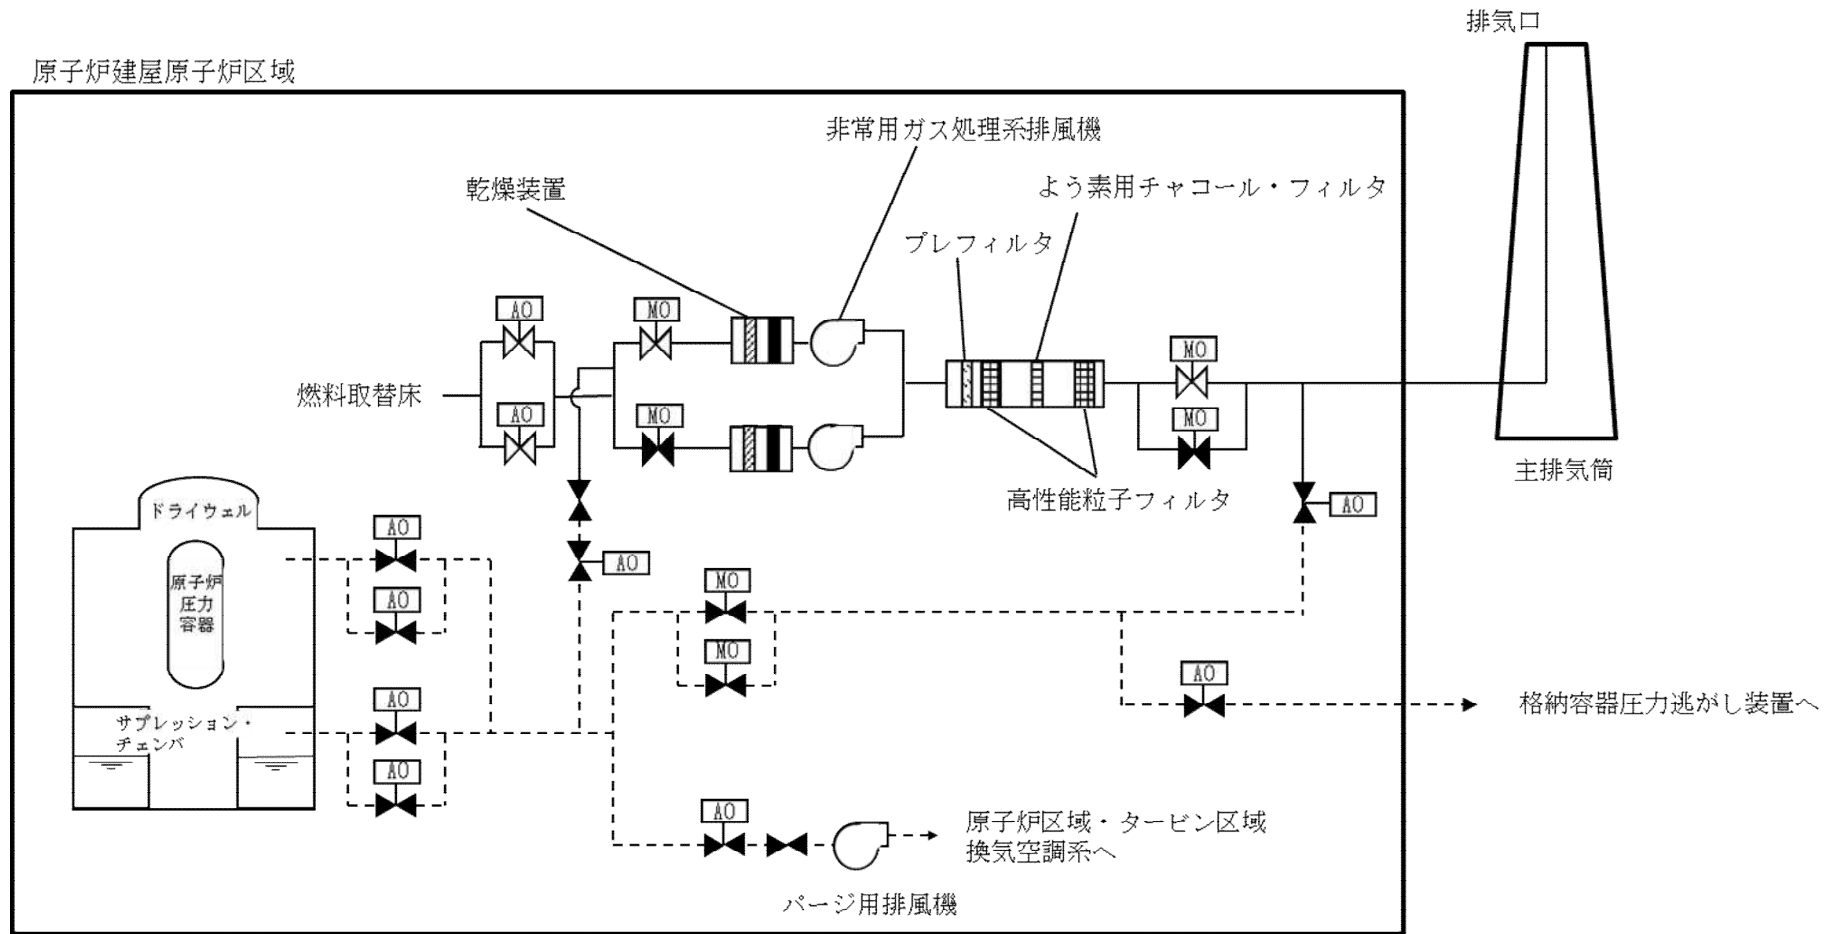 排気口
原子炉建屋原子炉区域
非常用ガス処理系排風機
乾燥装置
よう素用チャコール・フィルタ
プレフィルタ
AO
MO
MO
燃料取替床
AO
MO
MO
主排気筒
高性能粒子フィルタ
AO
ドライウェル
AO
AO
原子炉
圧力
容器
AO
MO
MO
AO
格納容器圧力逃がし装置へ
サプレッション・
チェンバ
AO
AO
AO
原子炉区域・タービン区域
換気空調系へ
パージ用排風機